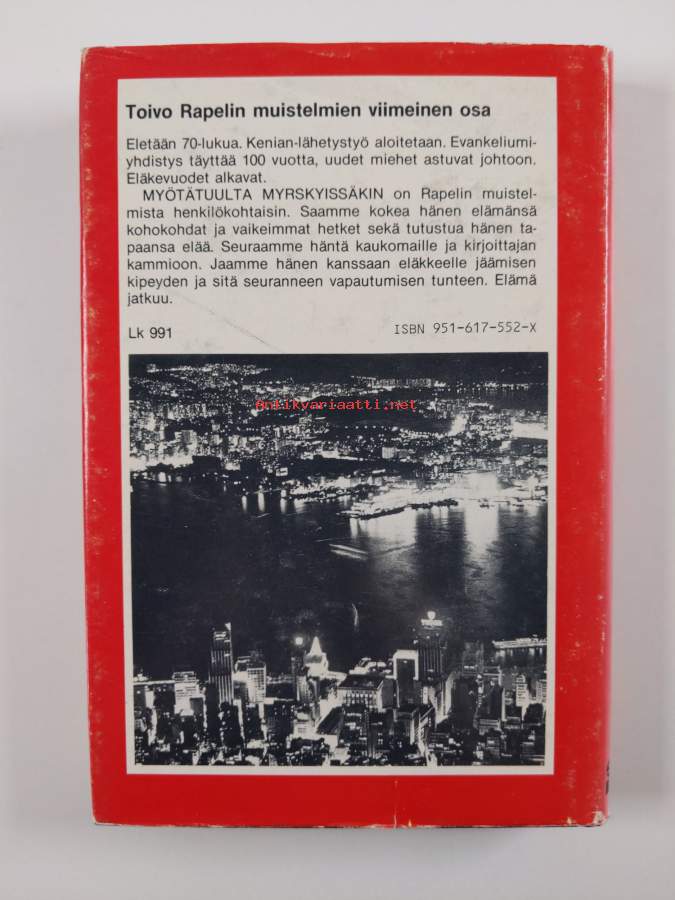 Toivo Rapelin muistelmien viimeinen osa
Eletään 70-lukua. Kenian-lähetystyö aloitetaan. Evankeliumi-
yhdistys täyttää 100 vuotta, uudet miehet astuvat johtoon.
Eläkevuodet alkavat.
MYÖTÄTUULTA MYRSKYISSÄKIN on Rapelin muistel-
mista henkilökohtaisin. Saamme kokea hänen elämänsä
kohokohdat ja vaikeimmat hetket sekä tutustua hänen ta-
paansa elää. Seuraamme häntä kaukomaille ja kirjoittajan
kammioon. Jaamme hänen kanssaan eläkkeelle jäämisen
kipeyden ja sitä seuranneen vapautumisen tunteen. Elämä
jatkuu.
Lk 991
ISBN 951-617-552-X
Antikvariaatti.net